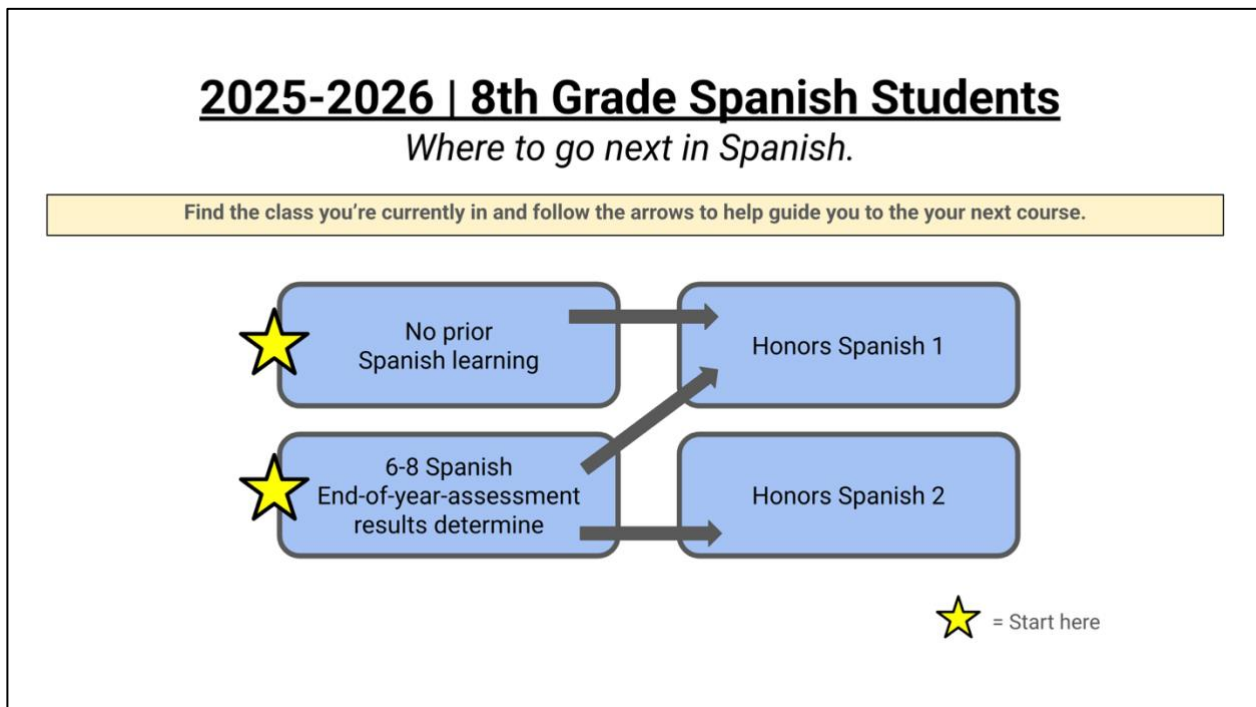 2025-2026 | 8th Grade Spanish Students
Where to go next in Spanish.
Find the class you’re currently in and follow the arrows to help guide you to the your next course.
No prior
Spanish learning
Honors Spanish 1
6-8 Spanish
End-of-year-assessment
results determine
Honors Spanish 2
= Start here